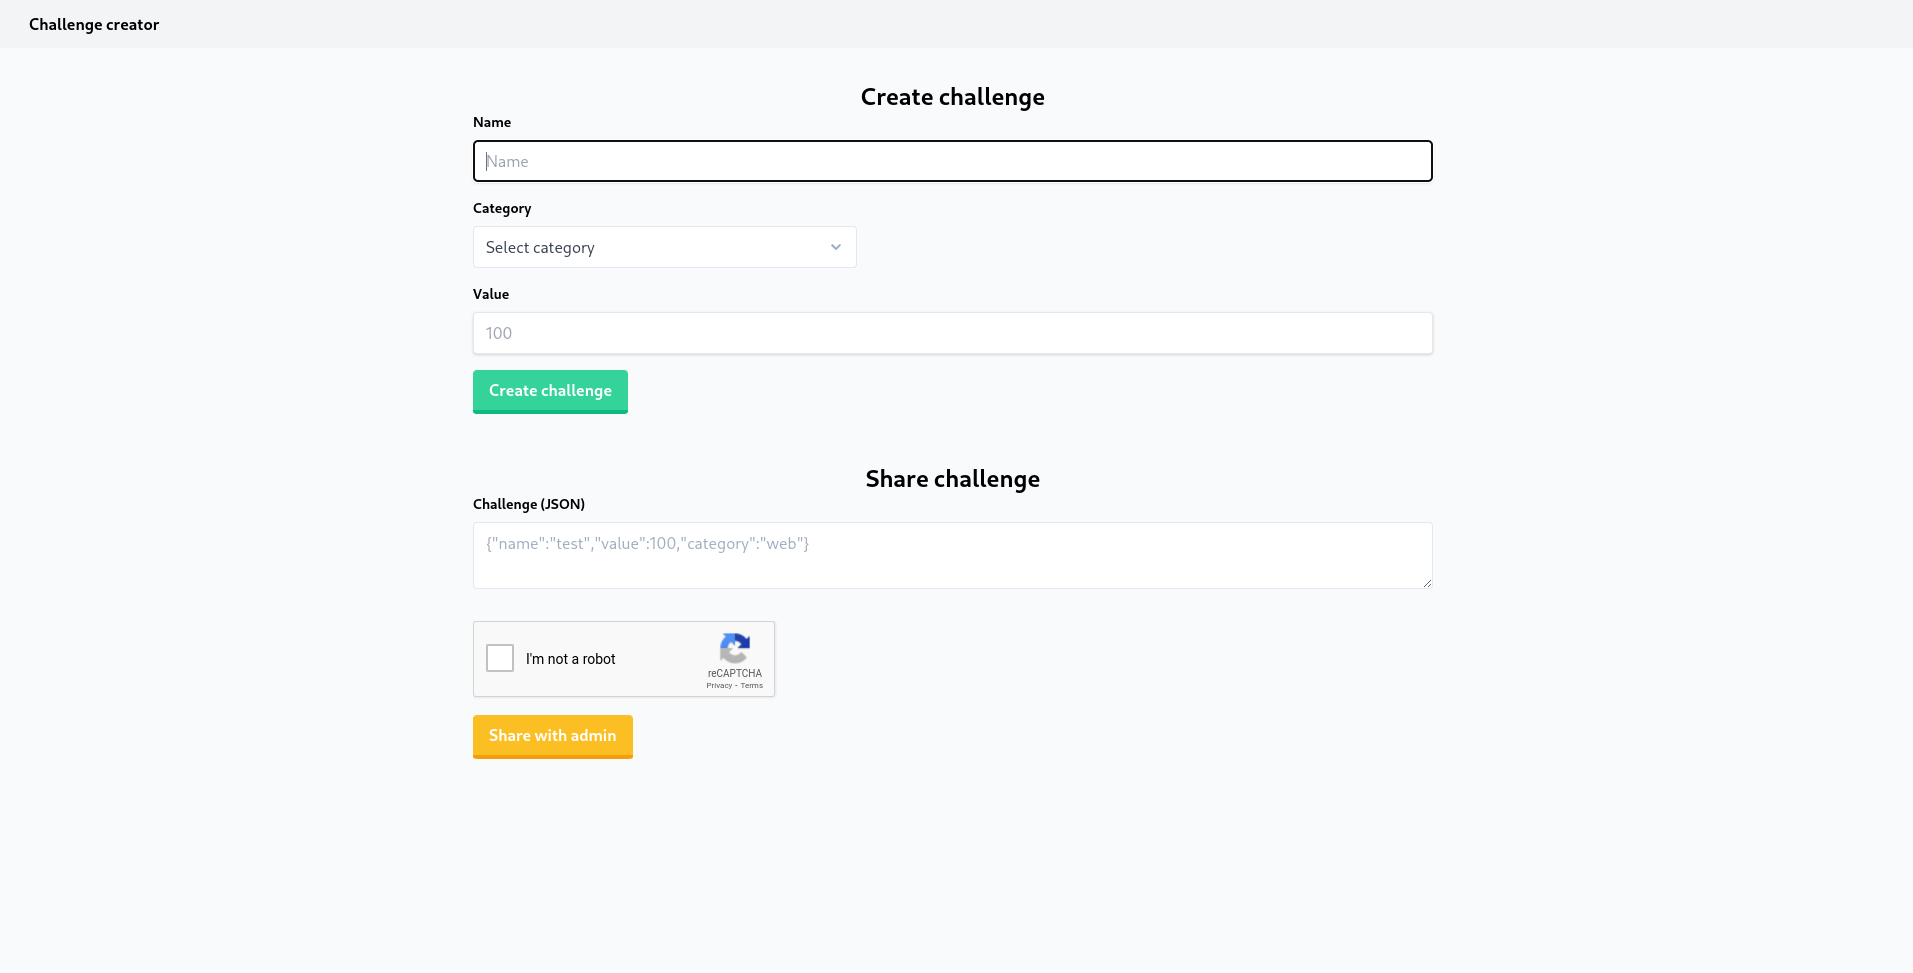 Challenge creator
Create challenge
Name
Name
Category
Select category
Value
100
Create challenge
Share challenge
Challenge (JSON)
{"name":"test","value":100,"category":"web"}
I'm not a robot
reCAPTCHA
Privacy - Terms
Share with admin